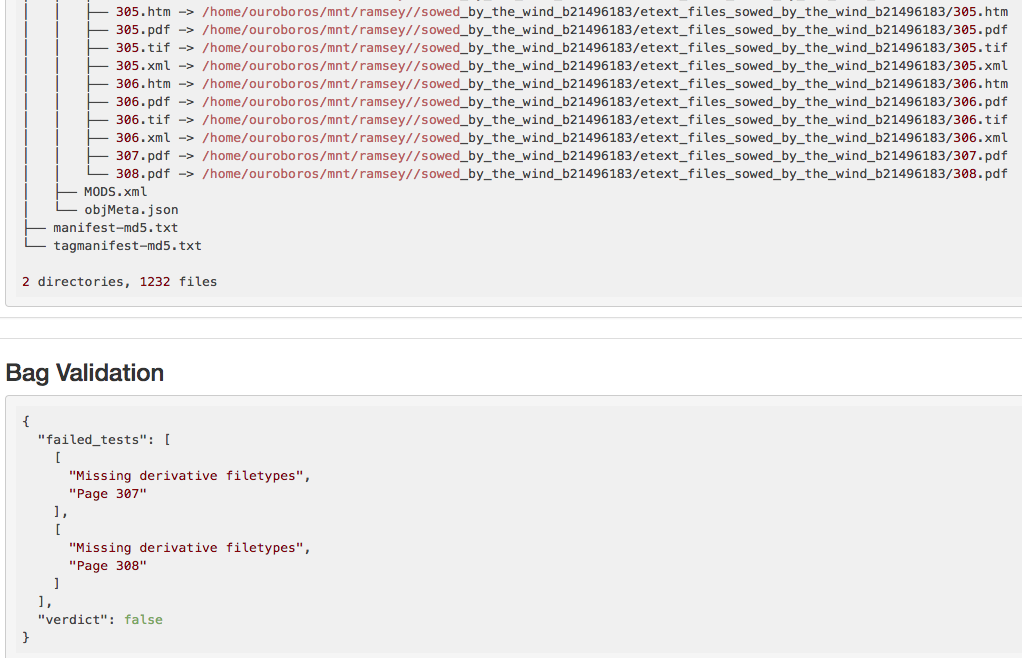 │   │   ├── 305.htm -> /home/ouroboros/mnt/ramsey//sowed_by_the_wind_b21496183/etext_files_sowed_by_the_wind_b21496183/305.htm
│   │   ├── 305.pdf -> /home/ouroboros/mnt/ramsey//sowed_by_the_wind_b21496183/etext_files_sowed_by_the_wind_b21496183/305.pdf
│   │   ├── 305.tif -> /home/ouroboros/mnt/ramsey//sowed_by_the_wind_b21496183/etext_files_sowed_by_the_wind_b21496183/305.tif
│   │   ├── 305.xml -> /home/ouroboros/mnt/ramsey//sowed_by_the_wind_b21496183/etext_files_sowed_by_the_wind_b21496183/305.xml
│   │   ├── 306.htm -> /home/ouroboros/mnt/ramsey//sowed_by_the_wind_b21496183/etext_files_sowed_by_the_wind_b21496183/306.htm
│   │   ├── 306.pdf -> /home/ouroboros/mnt/ramsey//sowed_by_the_wind_b21496183/etext_files_sowed_by_the_wind_b21496183/306.pdf
│   │   ├── 306.tif -> /home/ouroboros/mnt/ramsey//sowed_by_the_wind_b21496183/etext_files_sowed_by_the_wind_b21496183/306.tif
│   │   ├── 306.xml -> /home/ouroboros/mnt/ramsey//sowed_by_the_wind_b21496183/etext_files_sowed_by_the_wind_b21496183/306.xml
│   │   ├── 307.pdf -> /home/ouroboros/mnt/ramsey//sowed_by_the_wind_b21496183/etext_files_sowed_by_the_wind_b21496183/307.pdf
│   │   └── 308.pdf -> /home/ouroboros/mnt/ramsey//sowed_by_the_wind_b21496183/etext_files_sowed_by_the_wind_b21496183/308.pdf
│   ├── MODS.xml
│   └── objMeta.json
├── manifest-md5.txt
└── tagmanifest-md5.txt
2 directories, 1232 files
Bag Validation
{
  "failed_tests": [
    [
      "Missing derivative filetypes",
      "Page 307"
    ],
    [
      "Missing derivative filetypes",
      "Page 308"
    ]
  ],
  "verdict": false
}